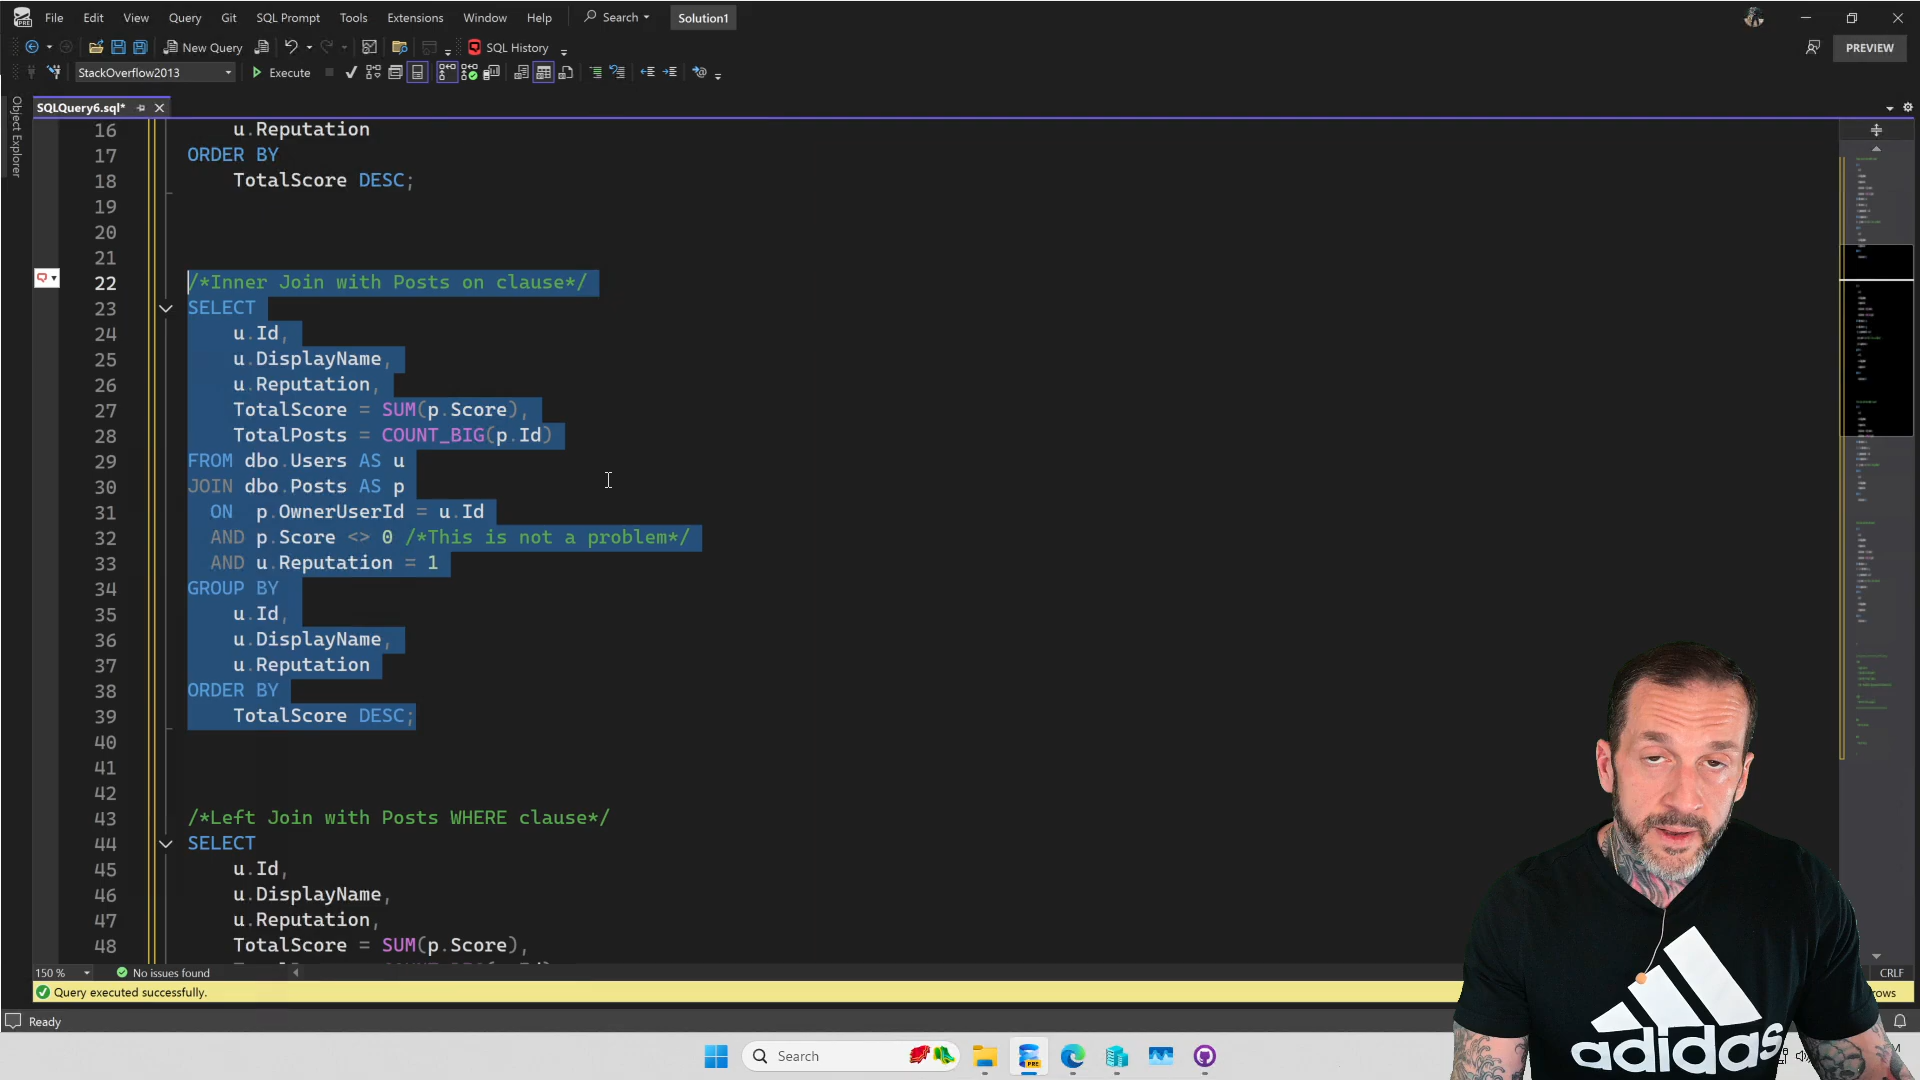 File Edit View Query Git SQL Prompt Tools Extensions Window Help Search Solution1
New Query SQL History PREVIEW
StackOverflow2013 Execute
SQLQuery6.sql*
Object Explorer
16 u.Reputation
17 ORDER BY
18 TotalScore DESC;
19
20
21
22 /*Inner Join with Posts on clause*/
23 SELECT
24 u.Id,
25 u.DisplayName,
26 u.Reputation,
27 TotalScore = SUM(p.Score),
28 TotalPosts = COUNT_BIG(p.Id)
29 FROM dbo.Users AS u
30 JOIN dbo.Posts AS p
31 ON p.OwnerUserId = u.Id
32 AND p.Score <> 0 /*This is not a problem*/
33 AND u.Reputation = 1
34 GROUP BY
35 u.Id,
36 u.DisplayName,
37 u.Reputation
38 ORDER BY
39 TotalScore DESC;
40
41
42
43 /*Left Join with Posts WHERE clause*/
44 SELECT
45 u.Id,
46 u.DisplayName,
47 u.Reputation,
48 TotalScore = SUM(p.Score),
150 % No issues found CRLF
Query executed successfully. rows
Ready
Search PRE
adidas